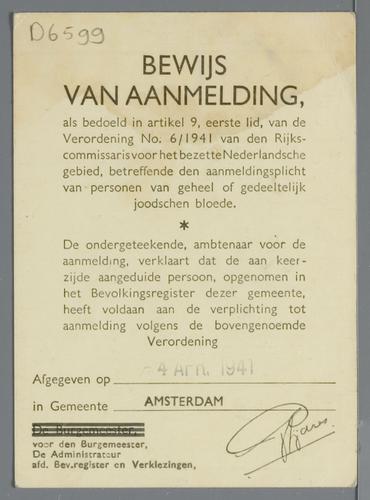 D6599
BEWIJS
VAN AANMELDING,
als bedoeld in artikel 9, eerste lid, van de
Verordening No. 6/1941 van den Rijks-
commissaris voor het bezette Nederlandsche
gebied, betreffende den aanmeldingsplicht
van personen van geheel of gedeeltelijk
joodschen bloede.
*
De ondergeteekende, ambtenaar voor de
aanmelding, verklaart dat de aan keer-
zijde aangeduide persoon, opgenomen in
het Bevolkingsregister dezer gemeente,
heeft voldaan aan de verplichting tot
aanmelding volgens de bovengenoemde
Verordening
Afgegeven op 4 APR. 1941
in Gemeente AMSTERDAM
De Burgemeester,
voor den Burgemeester,
De Administrateur
afd. Bev.register en Verkiezingen,